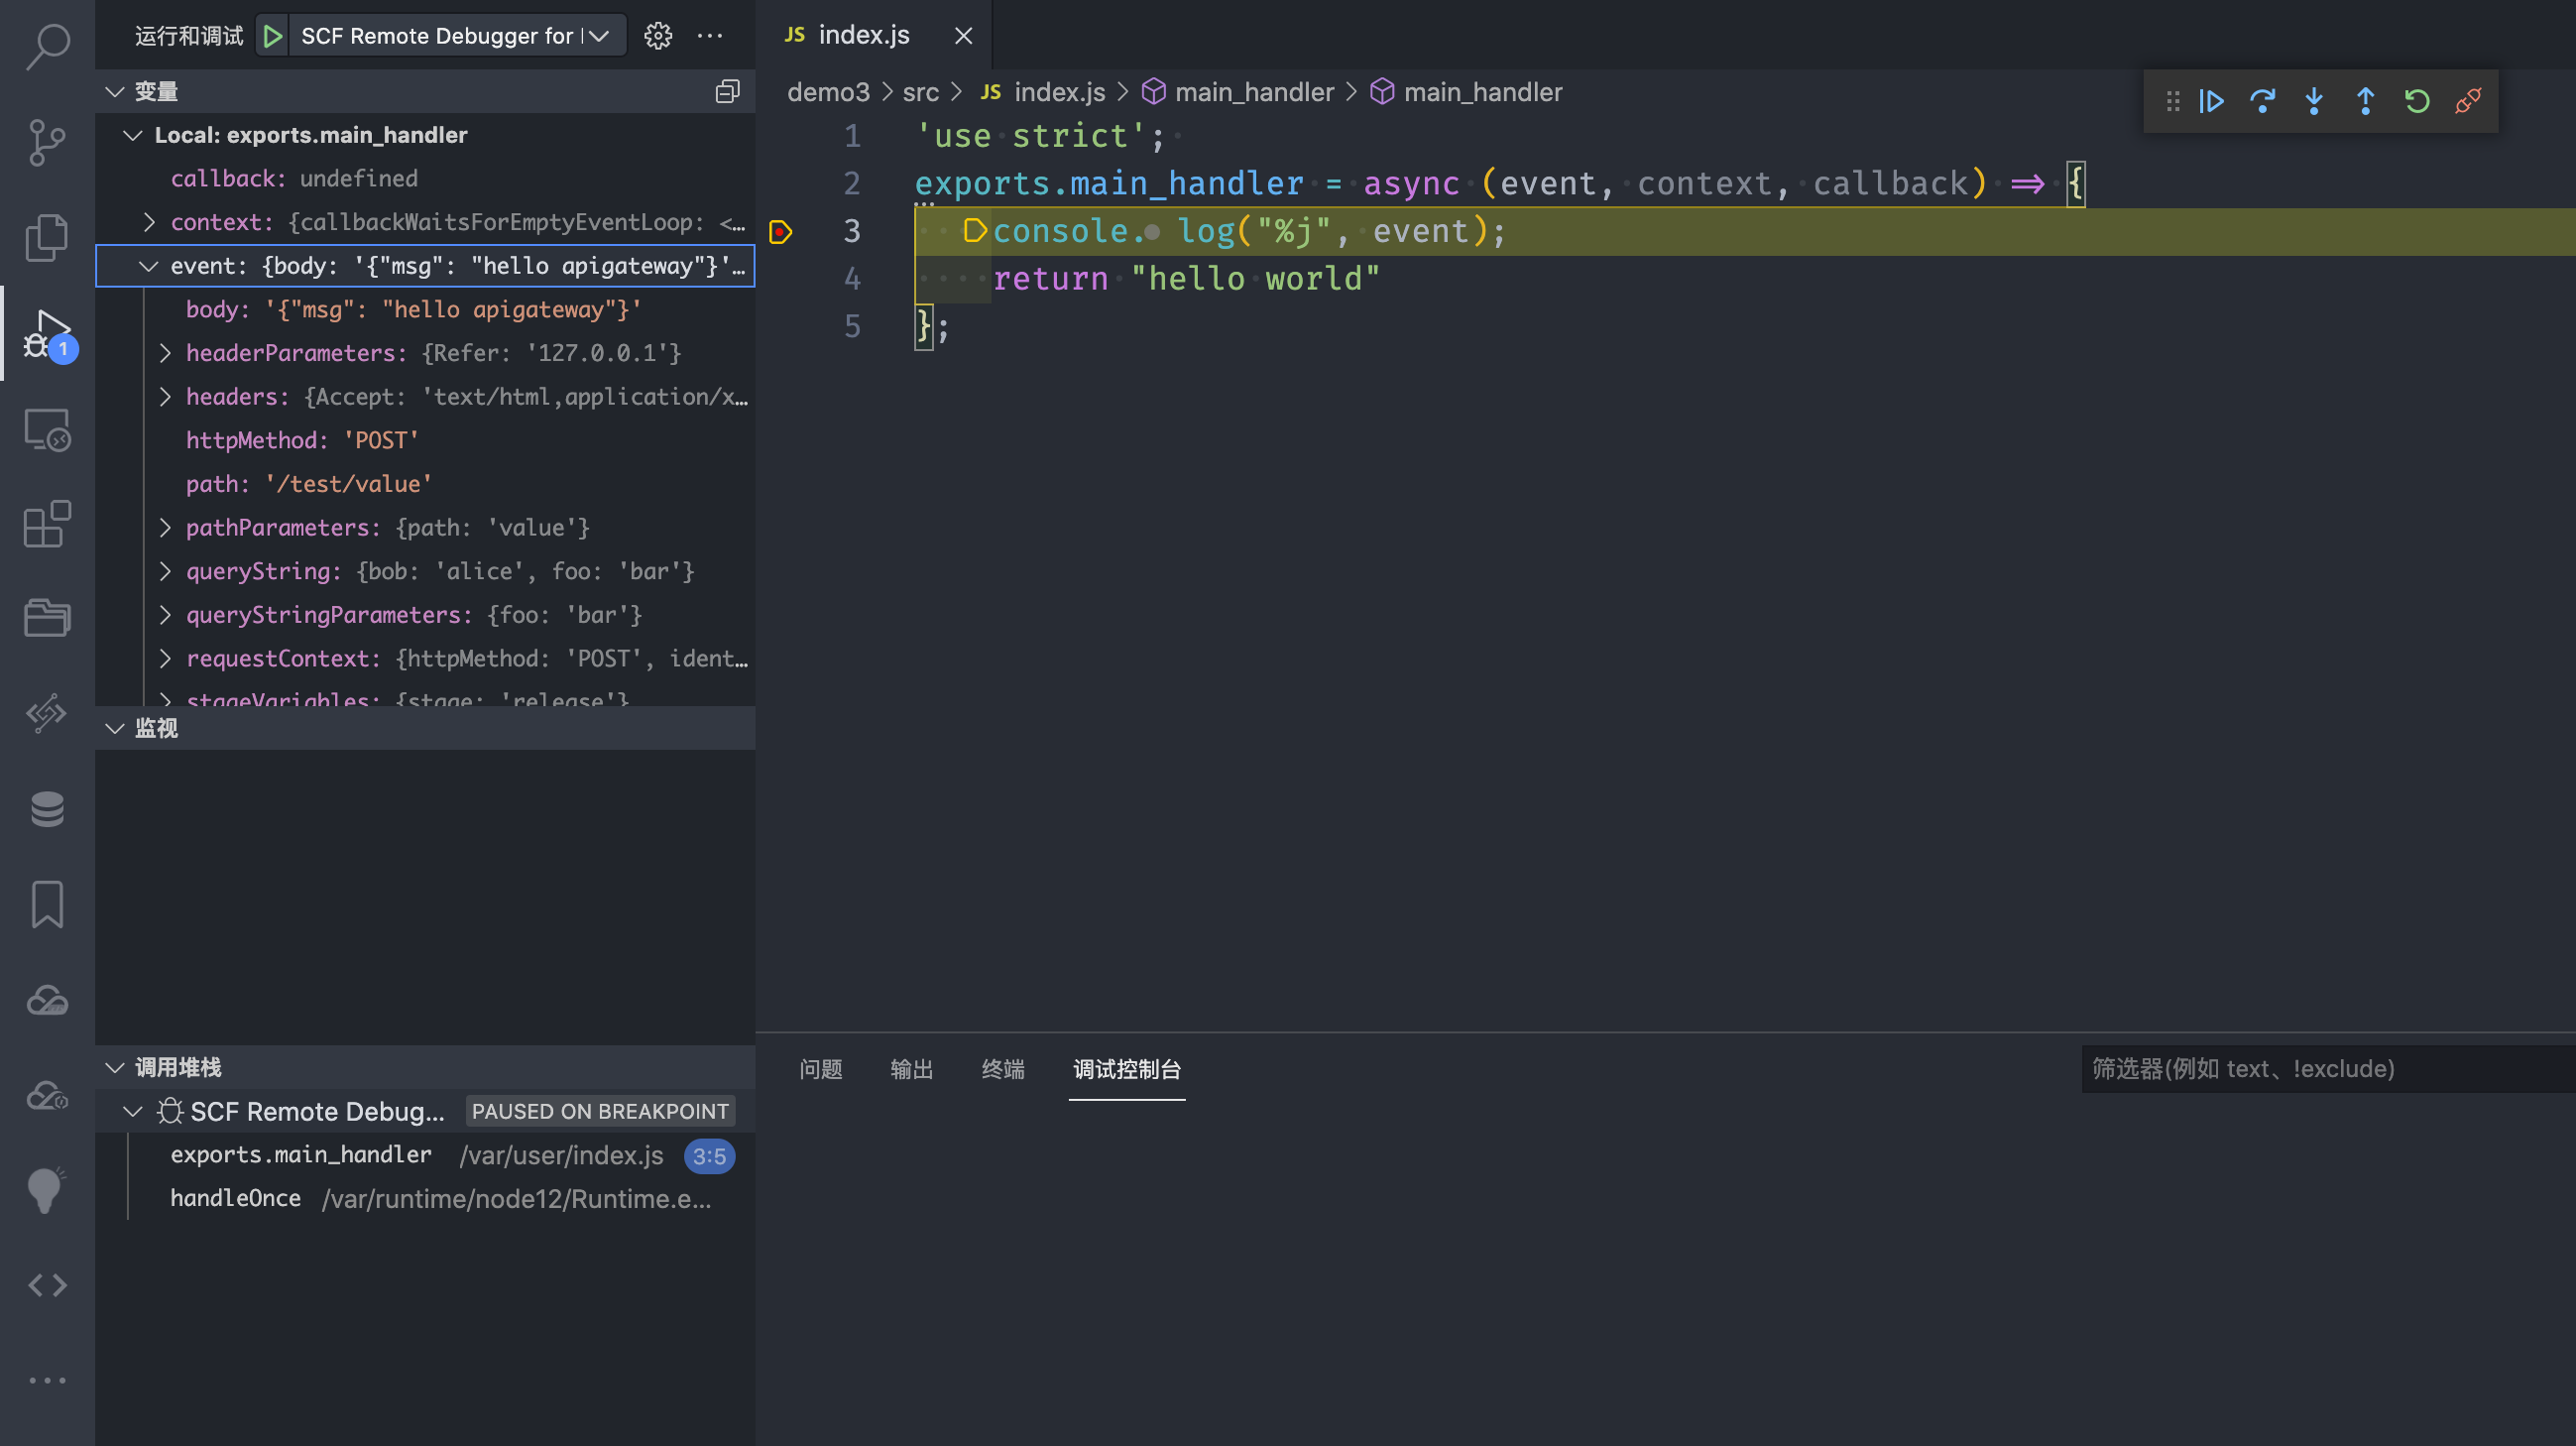 运行和调试 SCF Remote Debugger for
变量
Local: exports.main_handler
callback: undefined
context: {callbackWaitsForEmptyEventLoop: <…
event: {body: '{"msg": "hello apigateway"}'…
body: '{"msg": "hello apigateway"}'
headerParameters: {Refer: '127.0.0.1'}
headers: {Accept: 'text/html,application/x…
httpMethod: 'POST'
path: '/test/value'
pathParameters: {path: 'value'}
queryString: {bob: 'alice', foo: 'bar'}
queryStringParameters: {foo: 'bar'}
requestContext: {httpMethod: 'POST', ident…
stageVariables: {stage: 'release'}
监视
调用堆栈
SCF Remote Debug... PAUSED ON BREAKPOINT
exports.main_handler /var/user/index.js 3:5
handleOnce /var/runtime/node12/Runtime.e...
1
JS index.js
demo3 > src > JS index.js > main_handler > main_handler
1 'use strict';
2 exports.main_handler = async (event, context, callback) => {
3 console. log("%j", event);
4 return "hello world"
5 };
问题 输出 终端 调试控制台
筛选器(例如 text、!exclude)